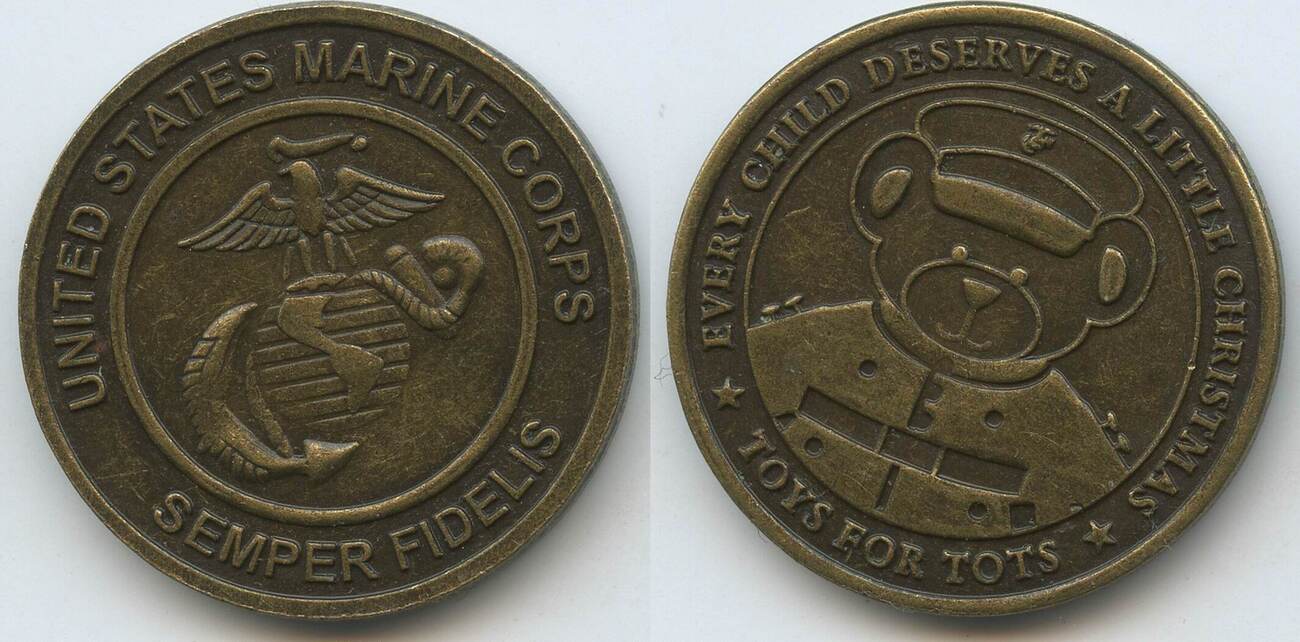 UNITED STATES MARINE CORPS
SEMPER FIDELIS
EVERY CHILD DESERVES A LITTLE CHRISTMAS
TOYS FOR TOTS